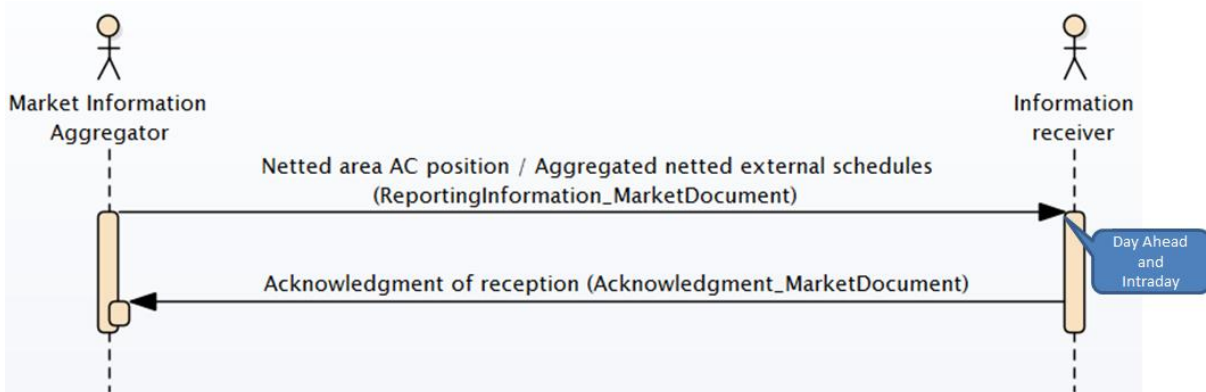 Market Information
Aggregator
Information
receiver
Netted area AC position / Aggregated netted external schedules
(ReportingInformation_MarketDocument)
Day Ahead
and
Intraday
Acknowledgment of reception (Acknowledgment_MarketDocument)